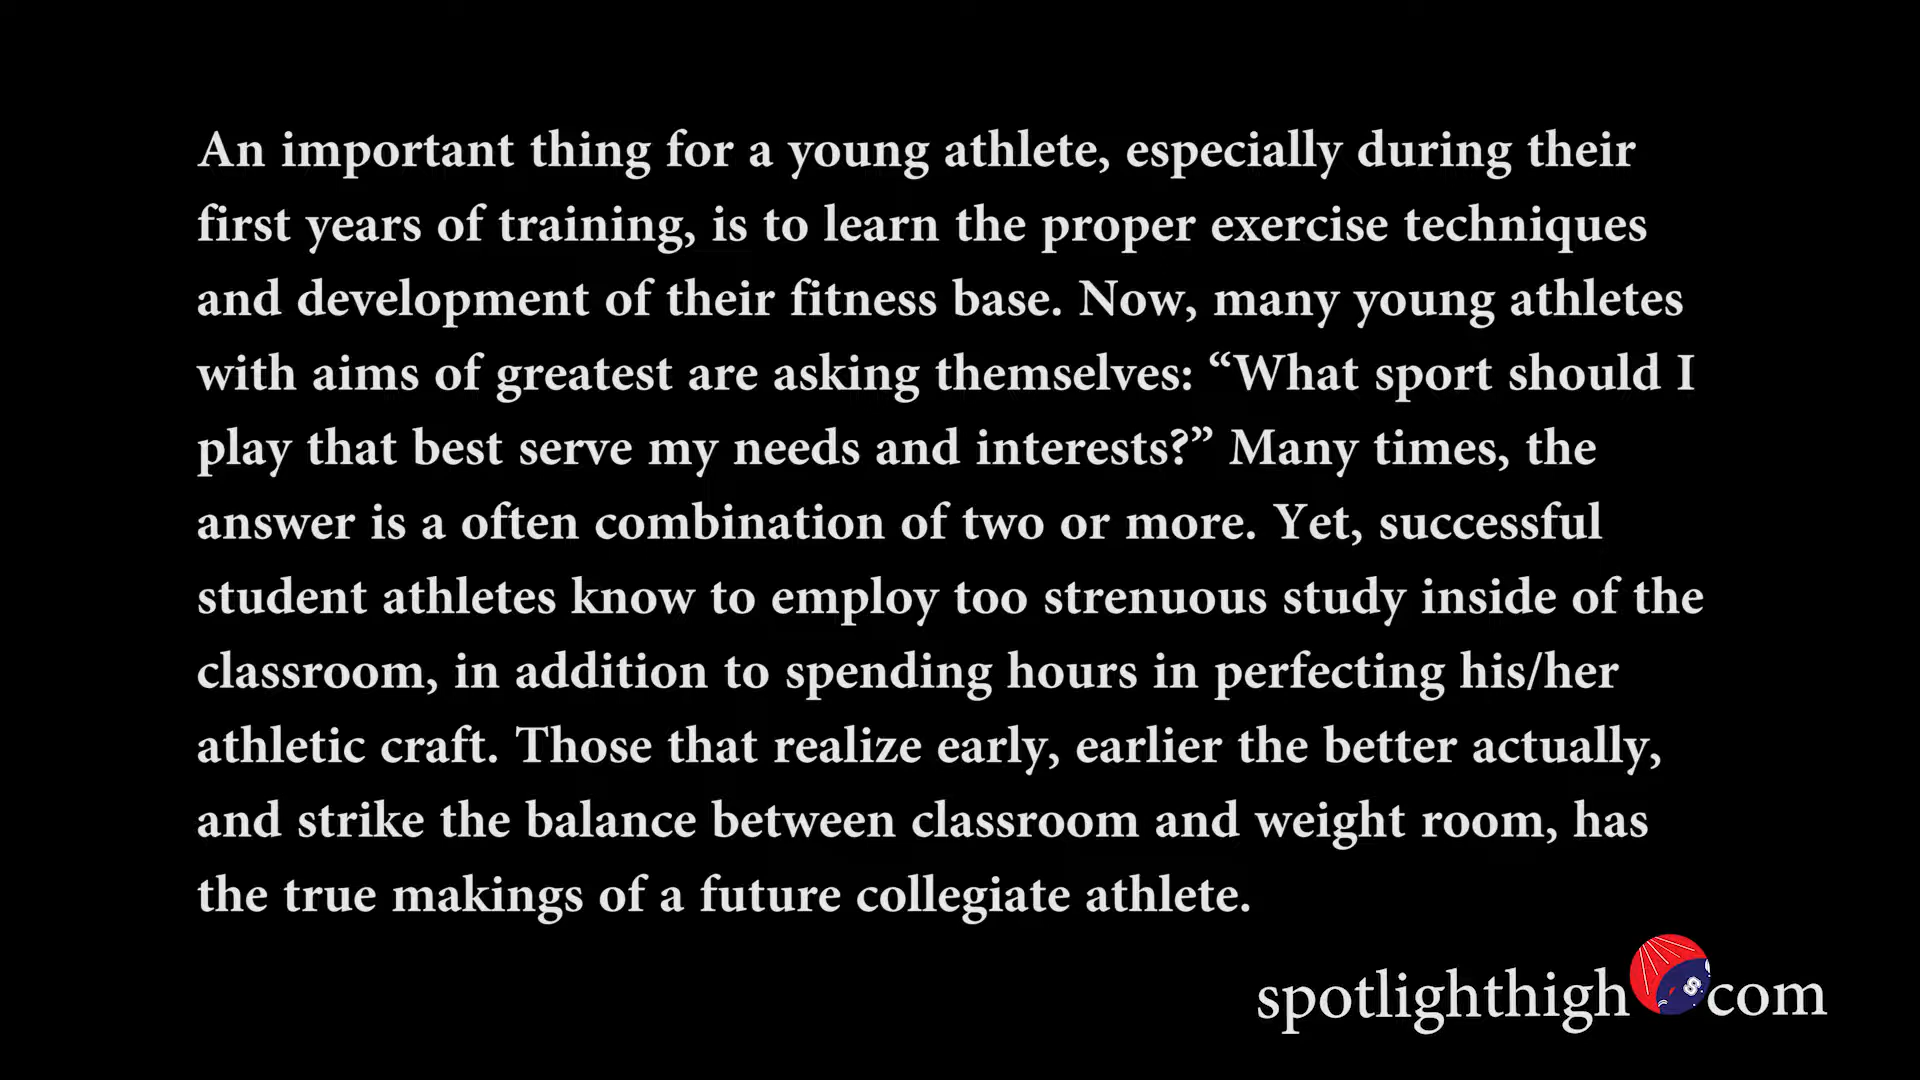 An important thing for a young athlete, especially during their
first years of training, is to learn the proper exercise techniques
and development of their fitness base. Now, many young athletes
with aims of greatest are asking themselves: “What sport should I
play that best serve my needs and interests?” Many times, the
answer is a often combination of two or more. Yet, successful
student athletes know to employ too strenuous study inside of the
classroom, in addition to spending hours in perfecting his/her
athletic craft. Those that realize early, earlier the better actually,
and strike the balance between classroom and weight room, has
the true makings of a future collegiate athlete.
spotlighthigh com